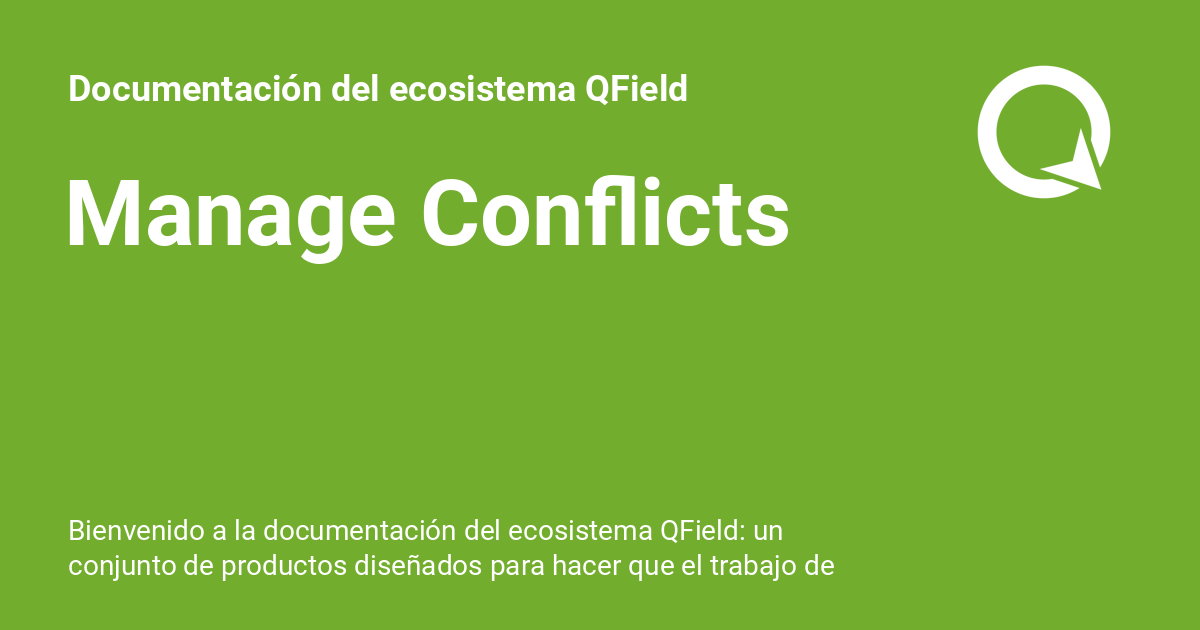 Documentación del ecosistema QField
Manage Conflicts
Bienvenido a la documentación del ecosistema QField: un
conjunto de productos diseñados para hacer que el trabajo de